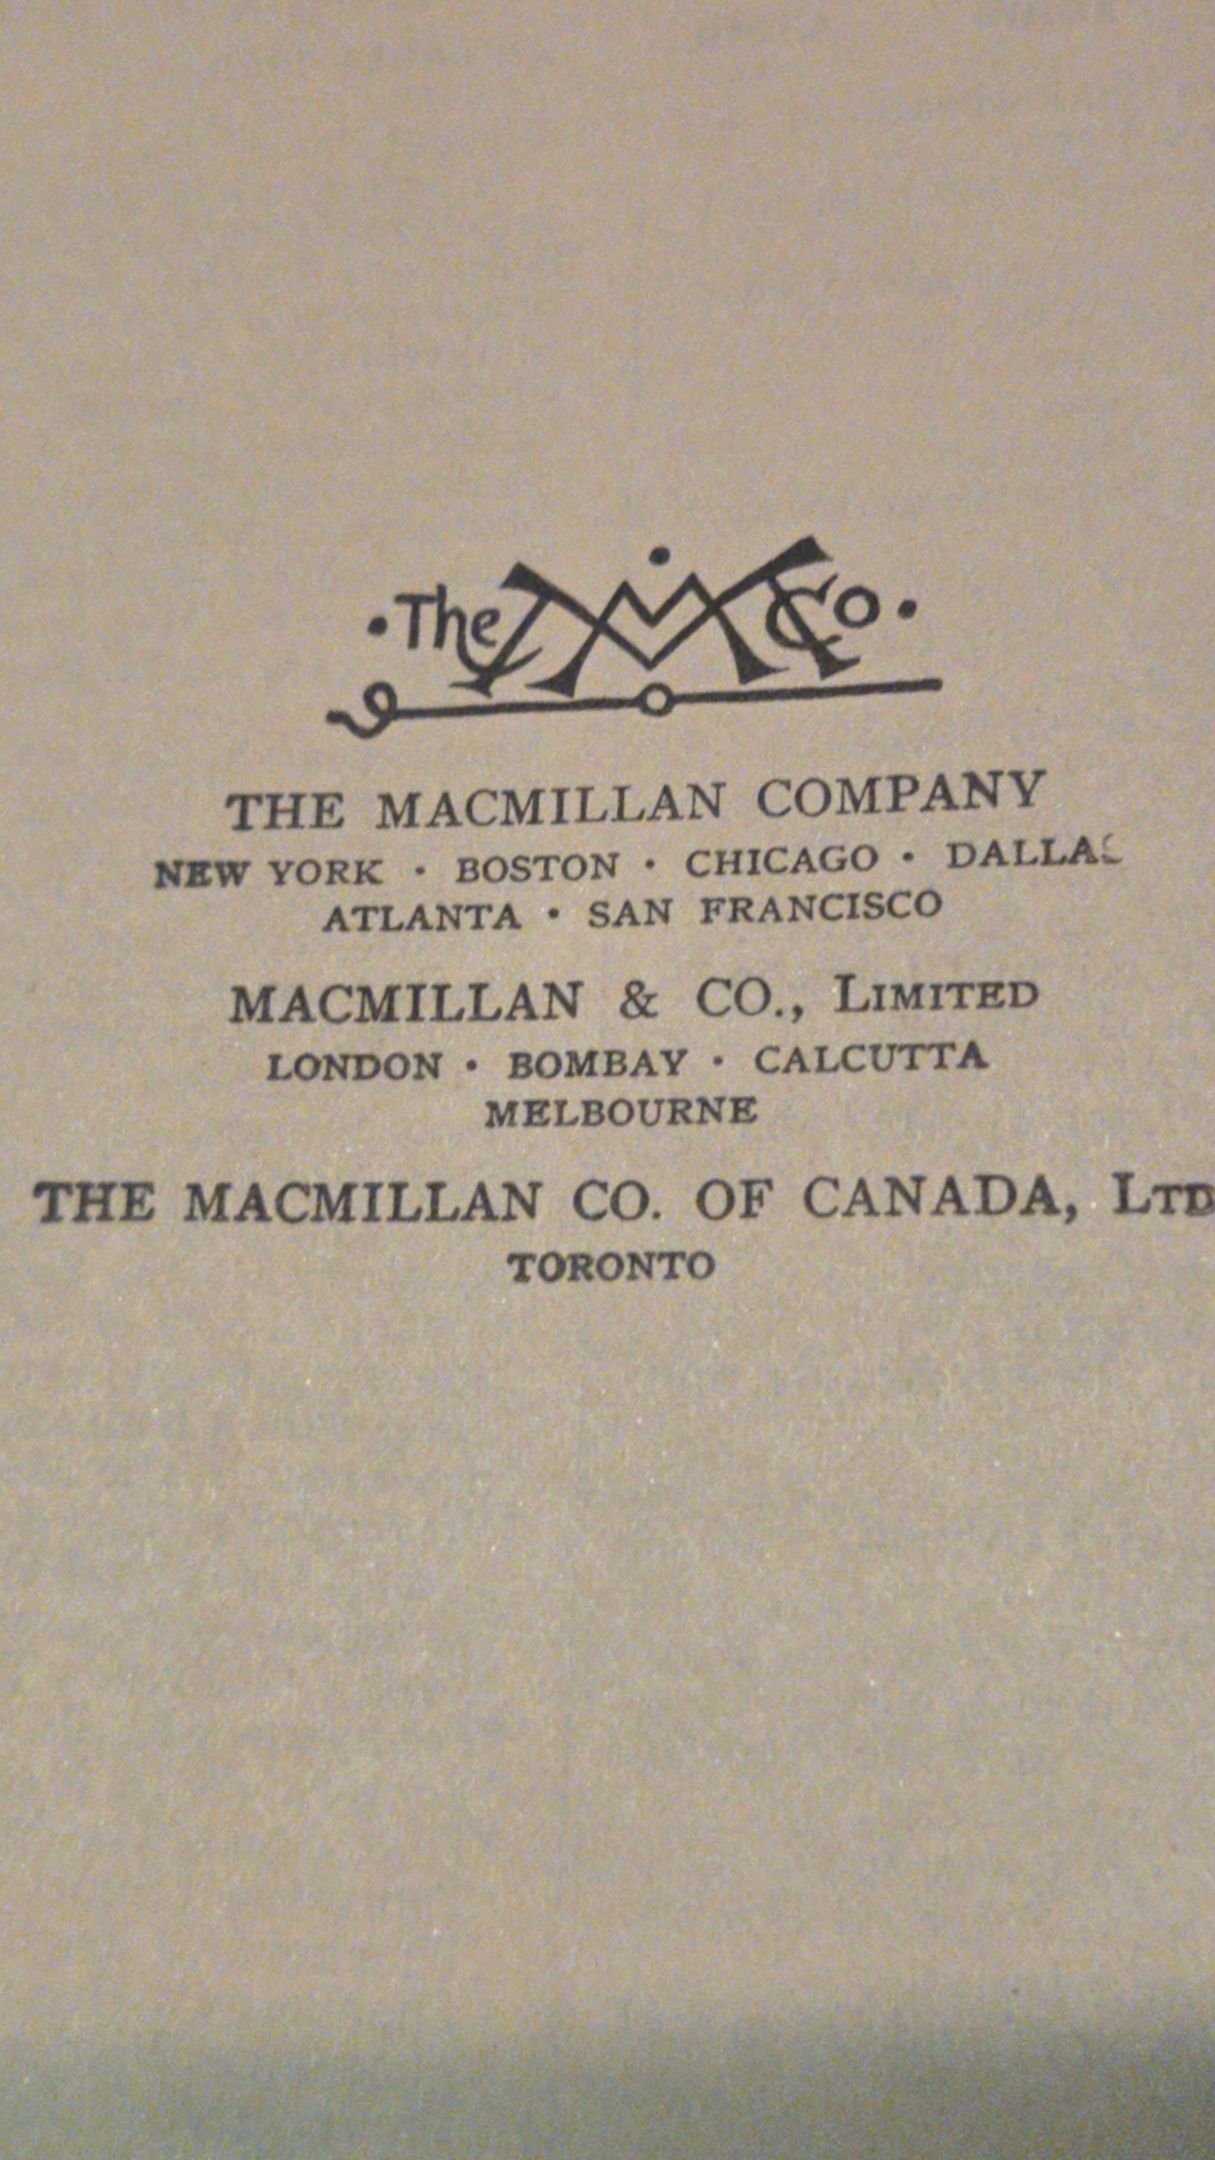 ·The MM Co·
THE MACMILLAN COMPANY
NEW YORK · BOSTON · CHICAGO · DALLAS
ATLANTA · SAN FRANCISCO
MACMILLAN & CO., LIMITED
LONDON · BOMBAY · CALCUTTA
MELBOURNE
THE MACMILLAN CO. OF CANADA, LTD
TORONTO